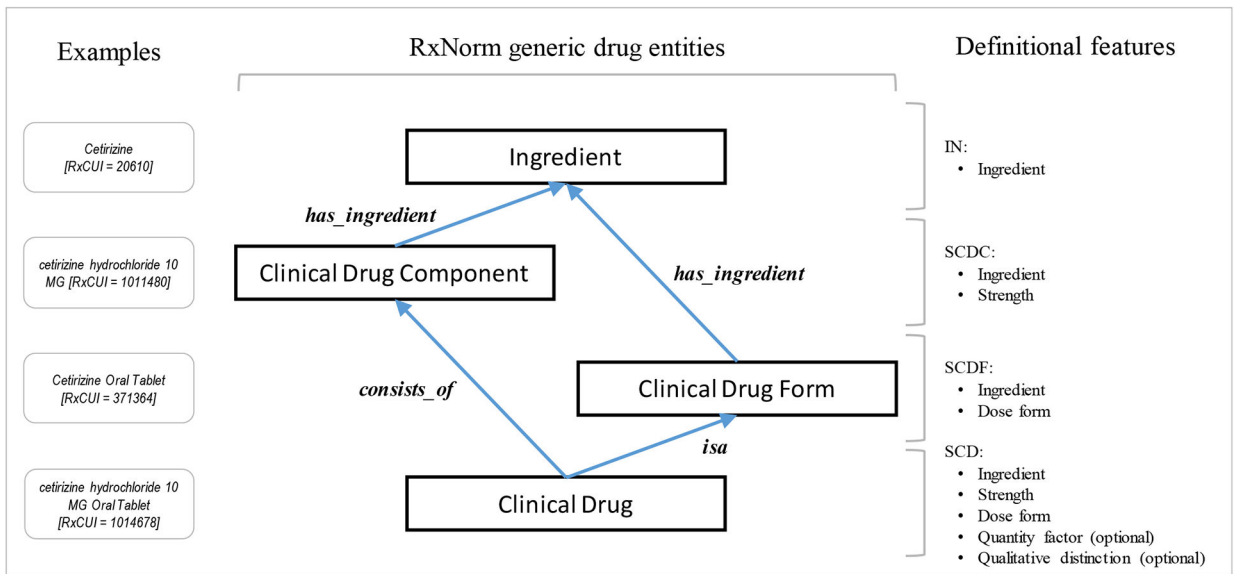 Examples
RxNorm generic drug entities
Definitional features
Cetirizine
[RxCUI = 20610]
Ingredient
IN:
• Ingredient
has_ingredient
cetirizine hydrochloride 10
MG [RxCUI = 1011480]
Clinical Drug Component
has_ingredient
SCDC:
• Ingredient
• Strength
Cetirizine Oral Tablet
[RxCUI = 371364]
consists_of
Clinical Drug Form
SCDF:
• Ingredient
• Dose form
isa
cetirizine hydrochloride 10
MG Oral Tablet
[RxCUI = 1014678]
Clinical Drug
SCD:
• Ingredient
• Strength
• Dose form
• Quantity factor (optional)
• Qualitative distinction (optional)